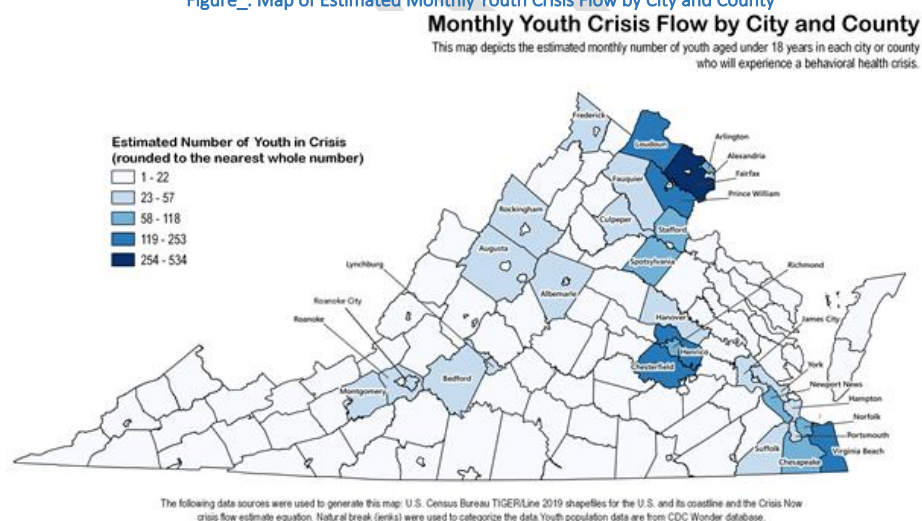 Figure_. Map of Estimated Monthly Youth Crisis Flow by City and County
Monthly Youth Crisis Flow by City and County
This map depicts the estimated monthly number of youth aged under 18 years in each city or county
who will experience a behavioral health crisis.
Estimated Number of Youth in Crisis
(rounded to the nearest whole number)
1 - 22
23 - 57
58 - 118
119 - 253
254 - 534
Frederick
Loudoun
Arlington
Alexandria
Fairfax
Prince William
Fauquier
Rockingham
Culpeper
Stafford
Augusta
Spotsylvania
Lynchburg
Richmond
Albemarle
Roanoke City
Hanover
James City
Roanoke
Henrico
Chesterfield
York
Montgomery
Bedford
Newport News
Hampton
Norfolk
Portsmouth
Suffolk
Virginia Beach
Chesapeake
The following data sources were used to generate this map: U.S. Census Bureau TIGER/Line 2019 shapefiles for the U.S. and its coastline and the Crisis Now
crisis flow estimate equation. Natural break (jenks) were used to categorize the data.Youth population data are from CDC Wonder database.